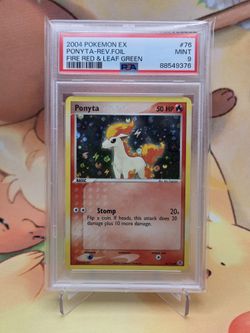 2004 POKEMON EX #76
PONYTA-REV.FOIL MINT
FIRE RED & LEAF GREEN 9
PSA 88549376
Ponyta 50 HP
Stomp 20+
Flip a coin. If heads, this attack does 20
damage plus 10 more damage.